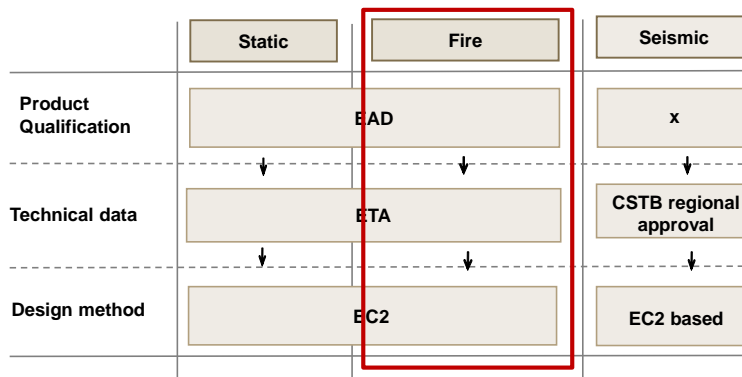 Static Fire Seismic
Product
Qualification
EAD
x
Technical data
ETA
CSTB regional
approval
Design method
EC2
EC2 based